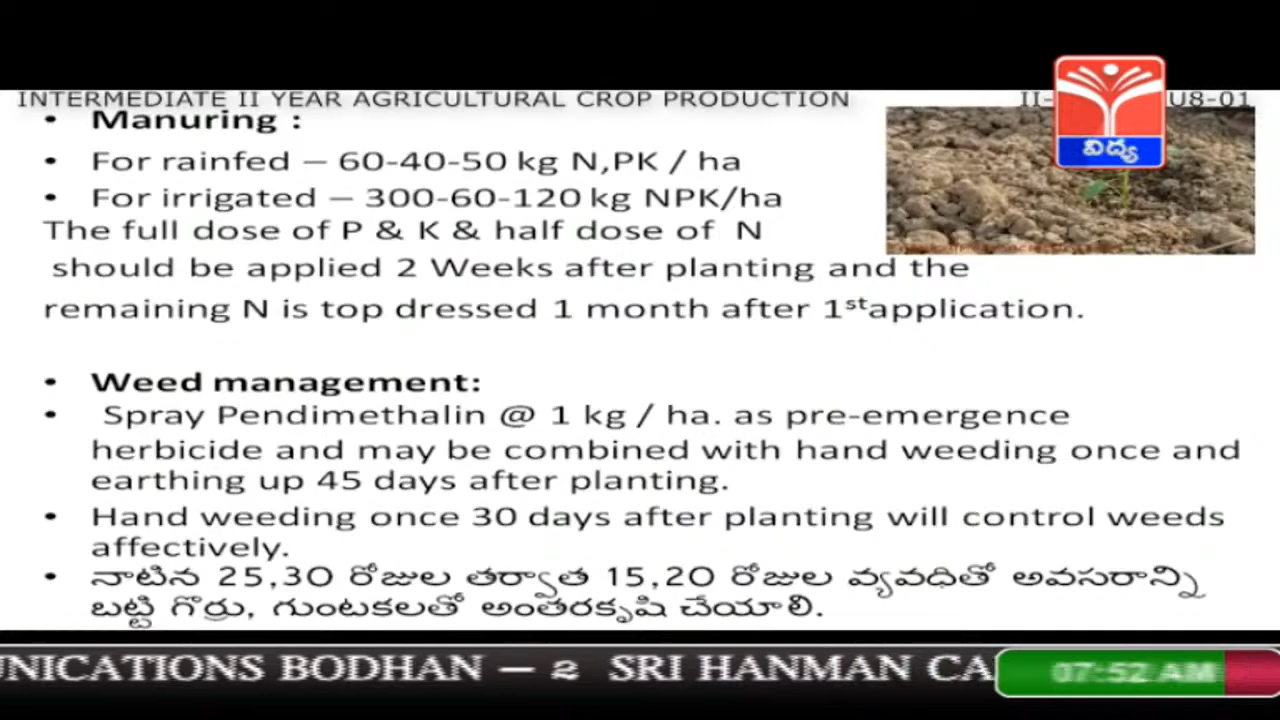 INTERMEDIATE II YEAR AGRICULTURAL CROP PRODUCTION
U8-01
విద్య
• Manuring :
• For rainfed – 60-40-50 kg N,PK / ha
• For irrigated – 300-60-120 kg NPK/ha
The full dose of P & K & half dose of N
should be applied 2 Weeks after planting and the
remaining N is top dressed 1 month after 1st application.
• Weed management:
• Spray Pendimethalin @ 1 kg / ha. as pre-emergence
herbicide and may be combined with hand weeding once and
earthing up 45 days after planting.
• Hand weeding once 30 days after planting will control weeds
affectively.
• నాటిన 25,30 రోజుల తర్వాత 15,20 రోజుల వ్యవధితో అవసరాన్ని
బట్టి గొర్రు, గుంటకలతో అంతరకృషి చేయాలి.
UNICATIONS BODHAN – 2 SRI HANMAN CA
07:52 AM